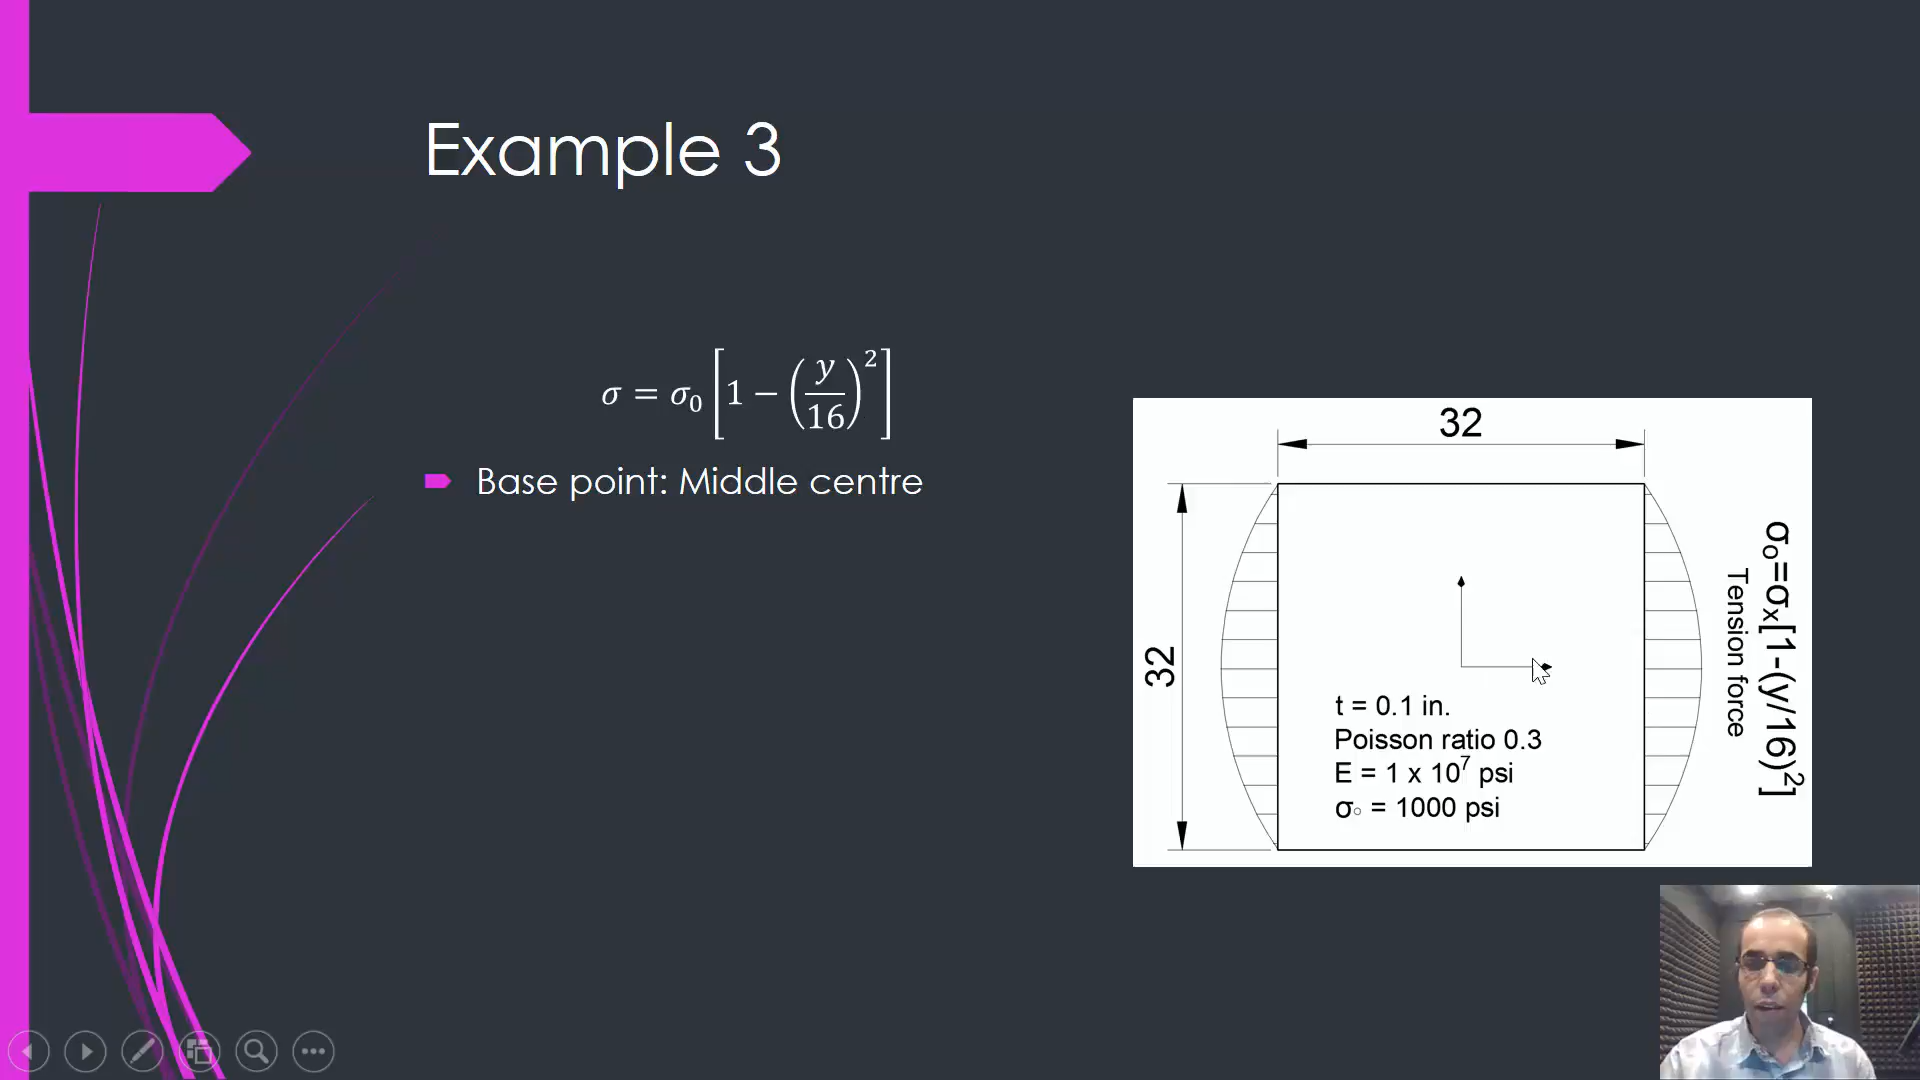 Example 3
σ = σ₀ [1 − (y/16)²]
Base point: Middle centre
32
32
t = 0.1 in.
Poisson ratio 0.3
E = 1 x 10⁷ psi
σ○ = 1000 psi
σₒ=σₓ[1-(y/16)²]
Tension force